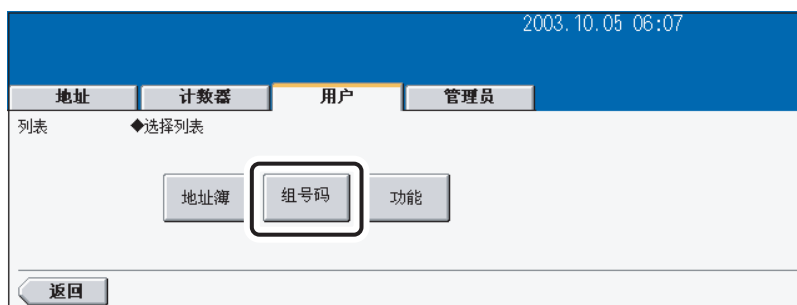 2003.10.05 06:07
地址 计数器 用户 管理员
列表 ◆选择列表
地址簿 组号码 功能
返回